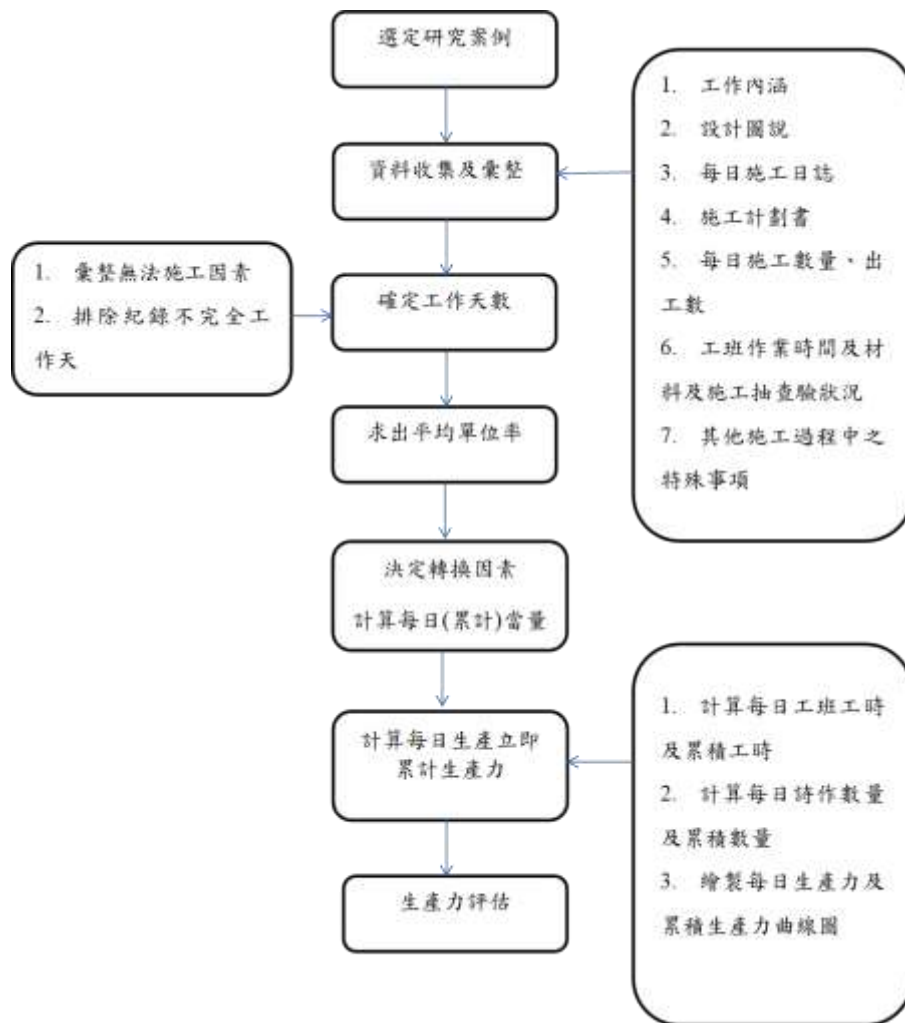 選定研究案例
資料收集及彙整
1. 工作內涵
2. 設計圖說
3. 每日施工日誌
4. 施工計劃書
5. 每日施工數量、出
工數
6. 工班作業時間及材
料及施工抽查驗狀況
7. 其他施工過程中之
特殊事項
1. 彙整無法施工因素
2. 排除紀錄不完全工
作天
確定工作天數
求出平均單位率
決定轉換因素
計算每日(累計)當量
計算每日生產立即
累計生產力
1. 計算每日工班工時
及累積工時
2. 計算每日詩作數量
及累積數量
3. 繪製每日生產力及
累積生產力曲線圖
生產力評估